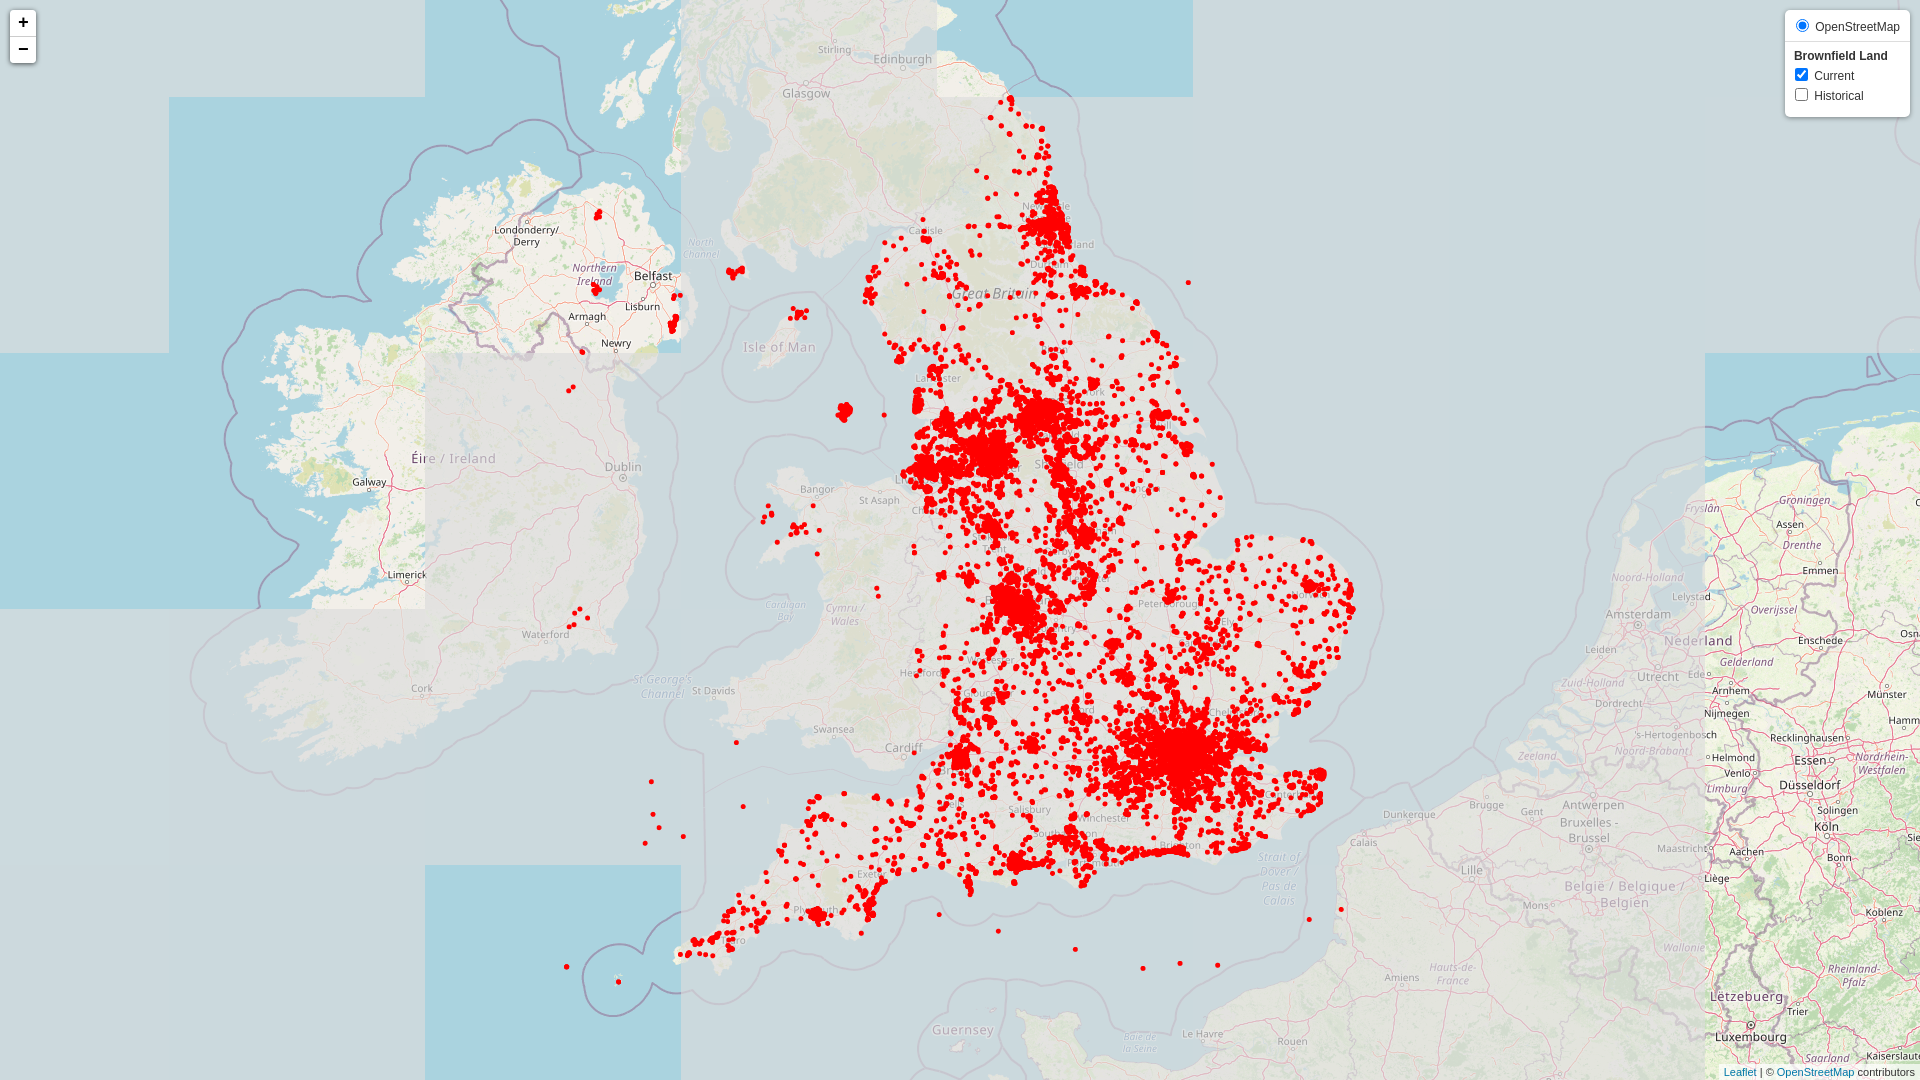 +
−
OpenStreetMap
Brownfield Land
Current
Historical
Stirling
Edinburgh
Glasgow
Londonderry/
Derry
North
Channel
Carlisle
Northern
Ireland
Belfast
Lisburn
Armagh
Newry
Great Britain
Isle of Man
Éire / Ireland
Dublin
Galway
Bangor
St Asaph
Limerick
Cardigan
Bay
Cymru /
Wales
Peterborough
Waterford
Cork
St George's
Channel
St Davids
Swansea
Cardiff
Salisbury
Winchester
Exeter
Strait of
Dover /
Pas de
Calais
Guernsey
Baie de
la Seine
Le Havre
Rouen
Amiens
Hauts-de-
France
Dunkerque
Calais
Lille
Brugge
Gent
Antwerpen
Bruxelles -
Brussel
België / Belgique /
Belgien
Mons
Wallonie
Maastricht
Liège
Aachen
Zeeland
Noord-Brabant
's-Hertogenbosch
Dordrecht
Zuid-Holland
Leiden
Utrecht
Ede
Amsterdam
Noord-Holland
Lelystad
Nederland
Gelderland
Arnhem
Nijmegen
Fryslân
Groningen
Assen
Drenthe
Emmen
Overijssel
Enschede
Münster
Recklinghausen
Helmond
Venlo
Limburg
Essen
Düsseldorf
Solingen
Köln
Bonn
Nordrhein-
Westfalen
Koblenz
Rheinland-
Pfalz
Lëtzebuerg
Trier
Luxembourg
Saarland
Kaiserslaute
Leaflet | © OpenStreetMap contributors